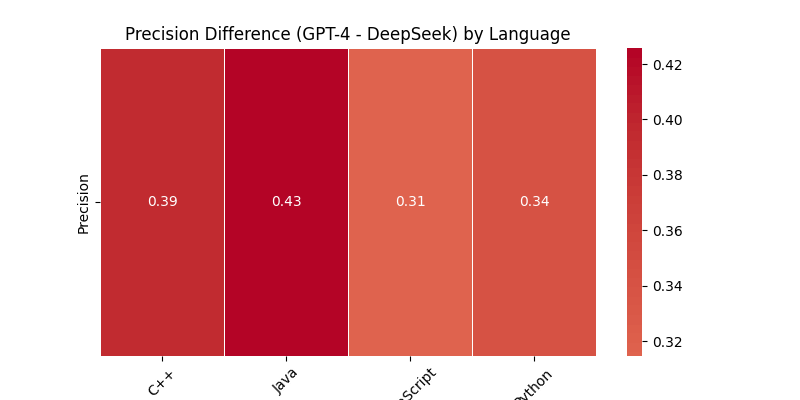 Precision Difference (GPT-4 - DeepSeek) by Language
Precision
0.39
0.43
0.31
0.34
C++
Java
Python
0.42
0.40
0.38
0.36
0.34
0.32